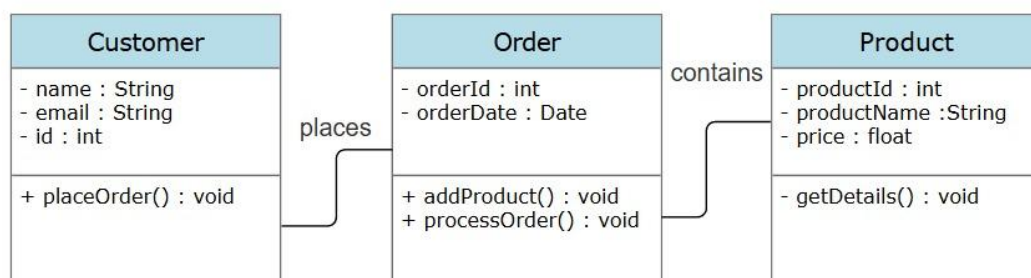 Customer
- name : String
- email : String
- id : int
+ placeOrder() : void
places
Order
- orderId : int
- orderDate : Date
+ addProduct() : void
+ processOrder() : void
contains
Product
- productId : int
- productName :String
- price : float
- getDetails() : void